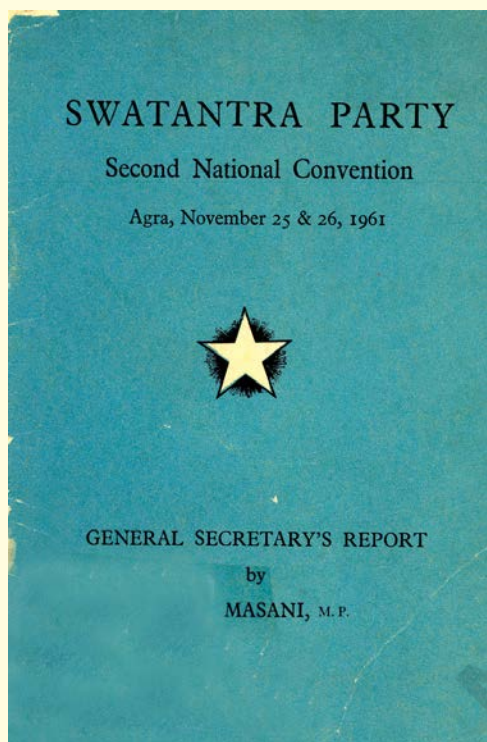 SWATANTRA PARTY
Second National Convention
Agra, November 25 & 26, 1961
GENERAL SECRETARY'S REPORT
by
MASANI, M. P.